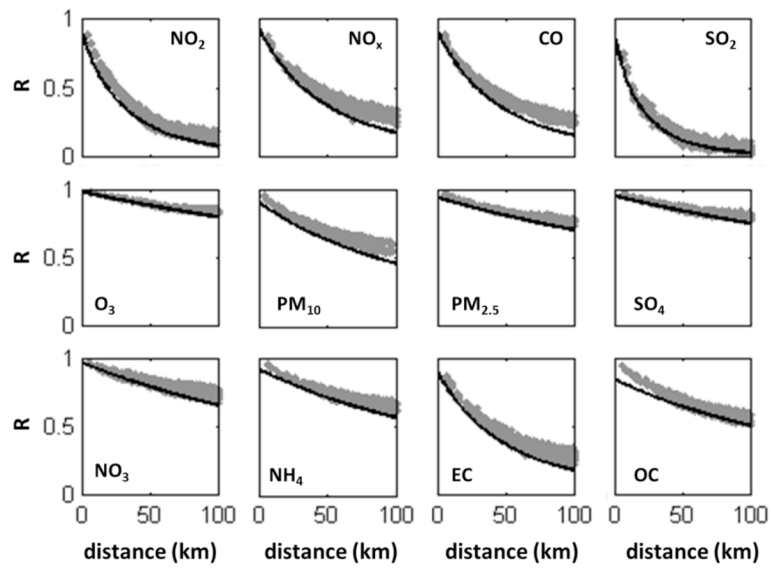 1 NO₂ NOₓ CO SO₂
R 0.5
0
1
R 0.5
O₃ PM₁₀ PM₂.₅ SO₄
0
1
R 0.5
NO₃ NH₄ EC OC
0
0 50 100 0 50 100 0 50 100 0 50 100
distance (km) distance (km) distance (km) distance (km)